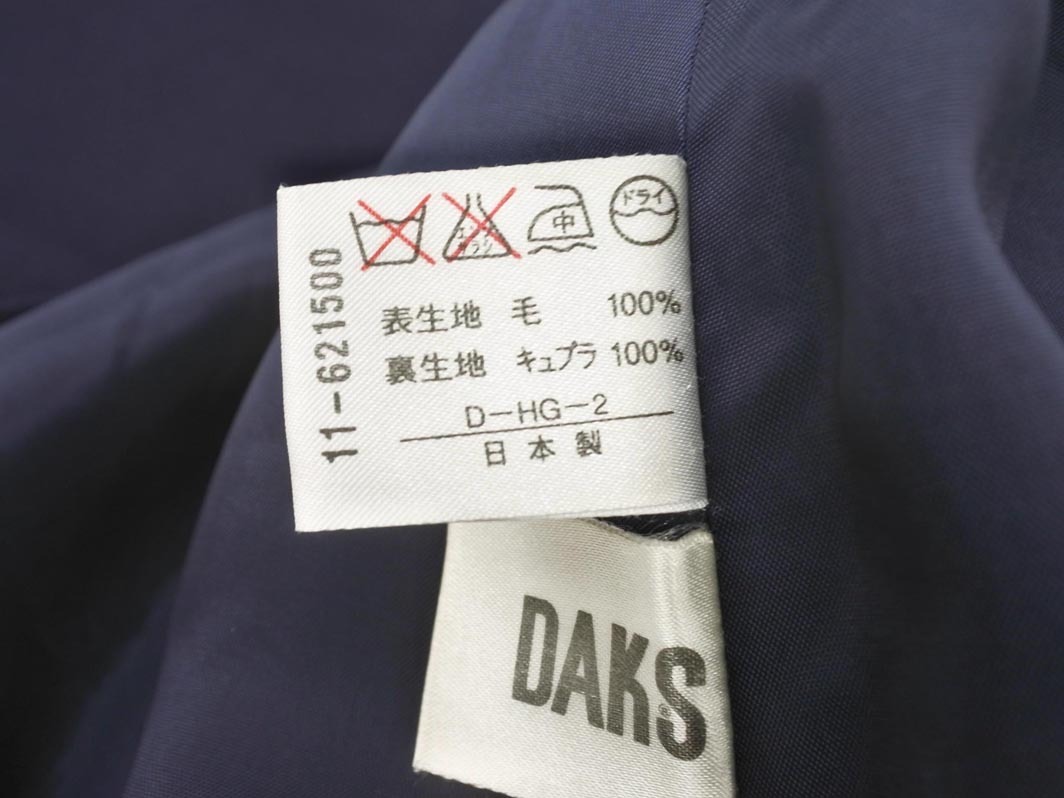 中 ドライ
表生地 毛 100%
裏生地 キュプラ 100%
D-HG-2
日本製
11-621500
DAKS